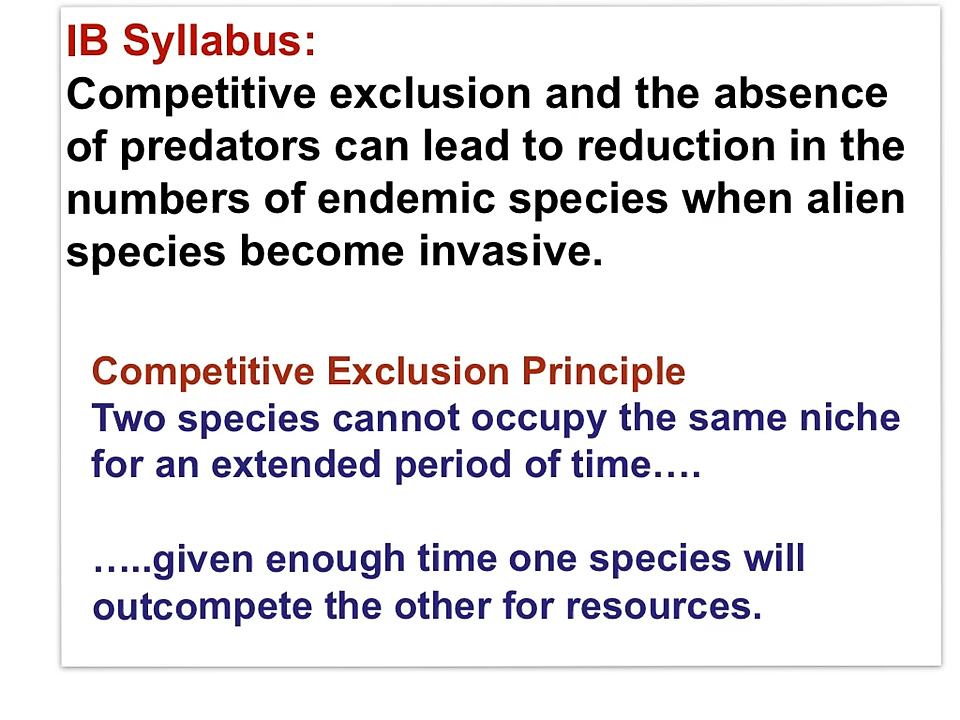 IB Syllabus:
Competitive exclusion and the absence
of predators can lead to reduction in the
numbers of endemic species when alien
species become invasive.
Competitive Exclusion Principle
Two species cannot occupy the same niche
for an extended period of time….
…..given enough time one species will
outcompete the other for resources.